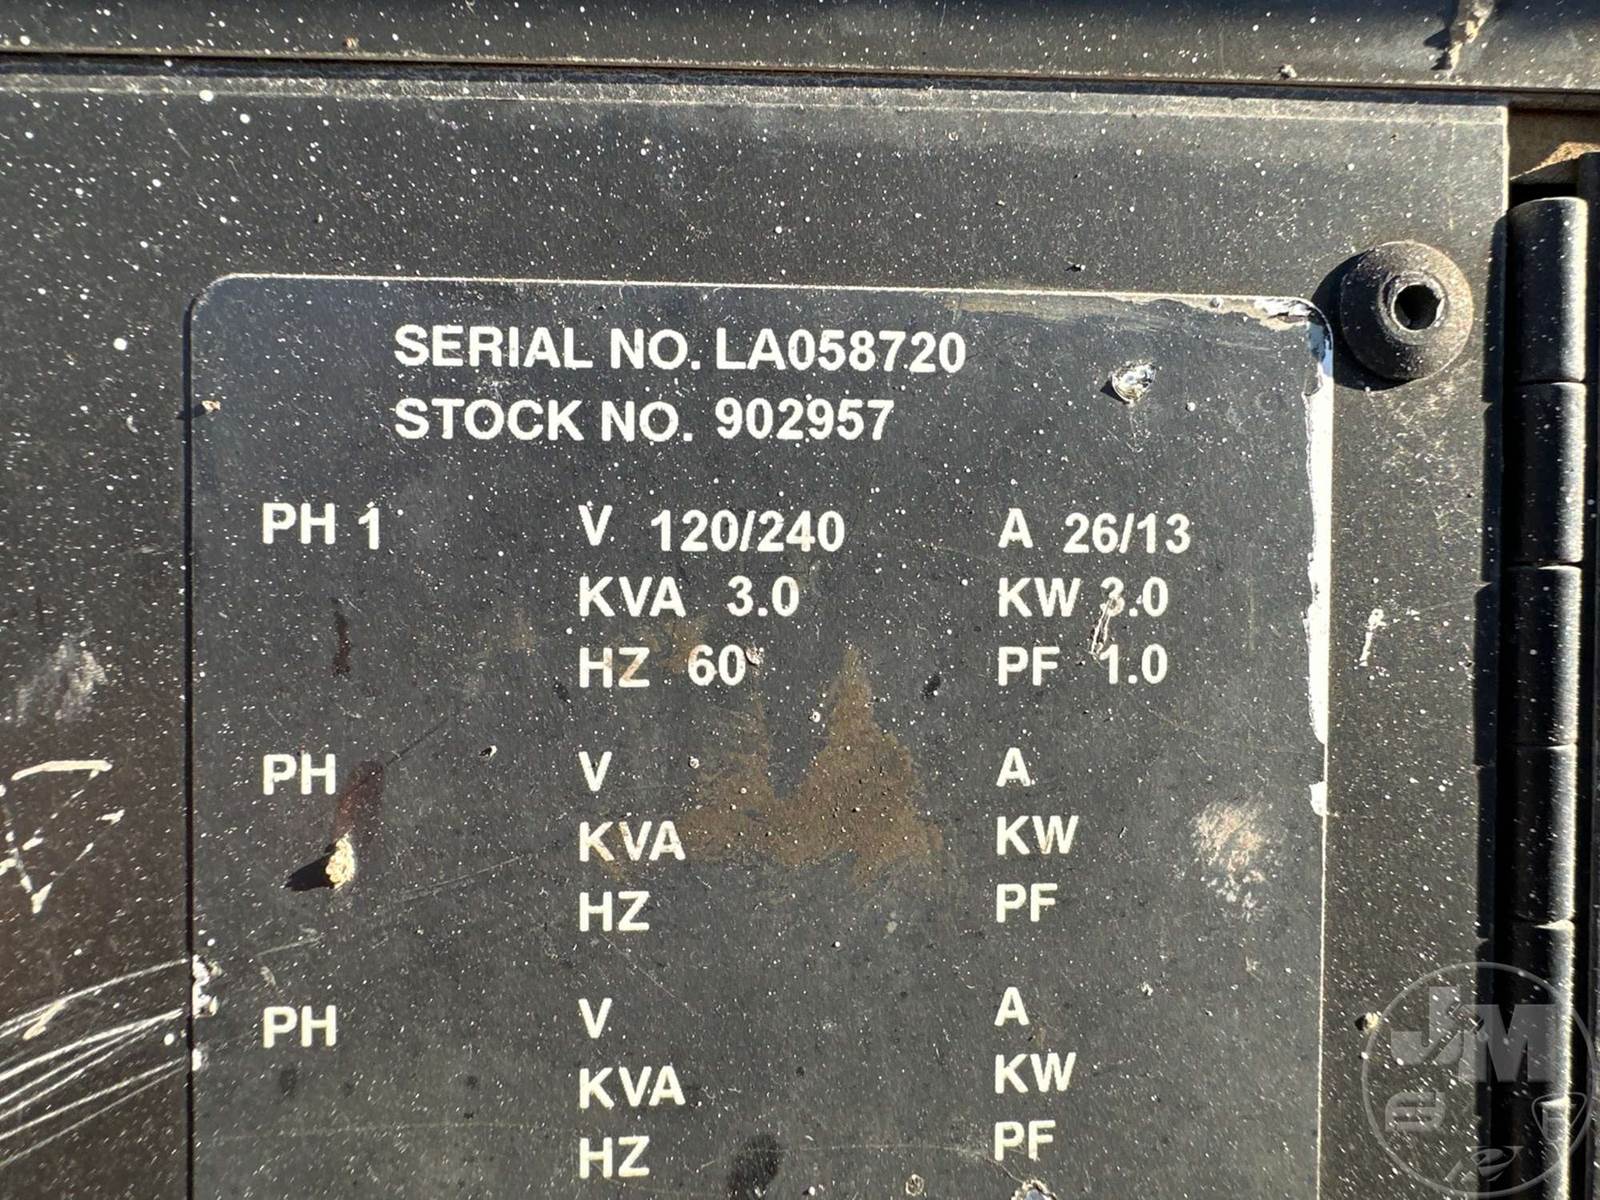 SERIAL NO. LA058720
STOCK NO. 902957
PH 1 V 120/240 A 26/13
KVA 3.0 KW 3.0
HZ 60 PF 1.0
PH V A
KVA KW
HZ PF
PH V A
KVA KW
HZ PF
JM